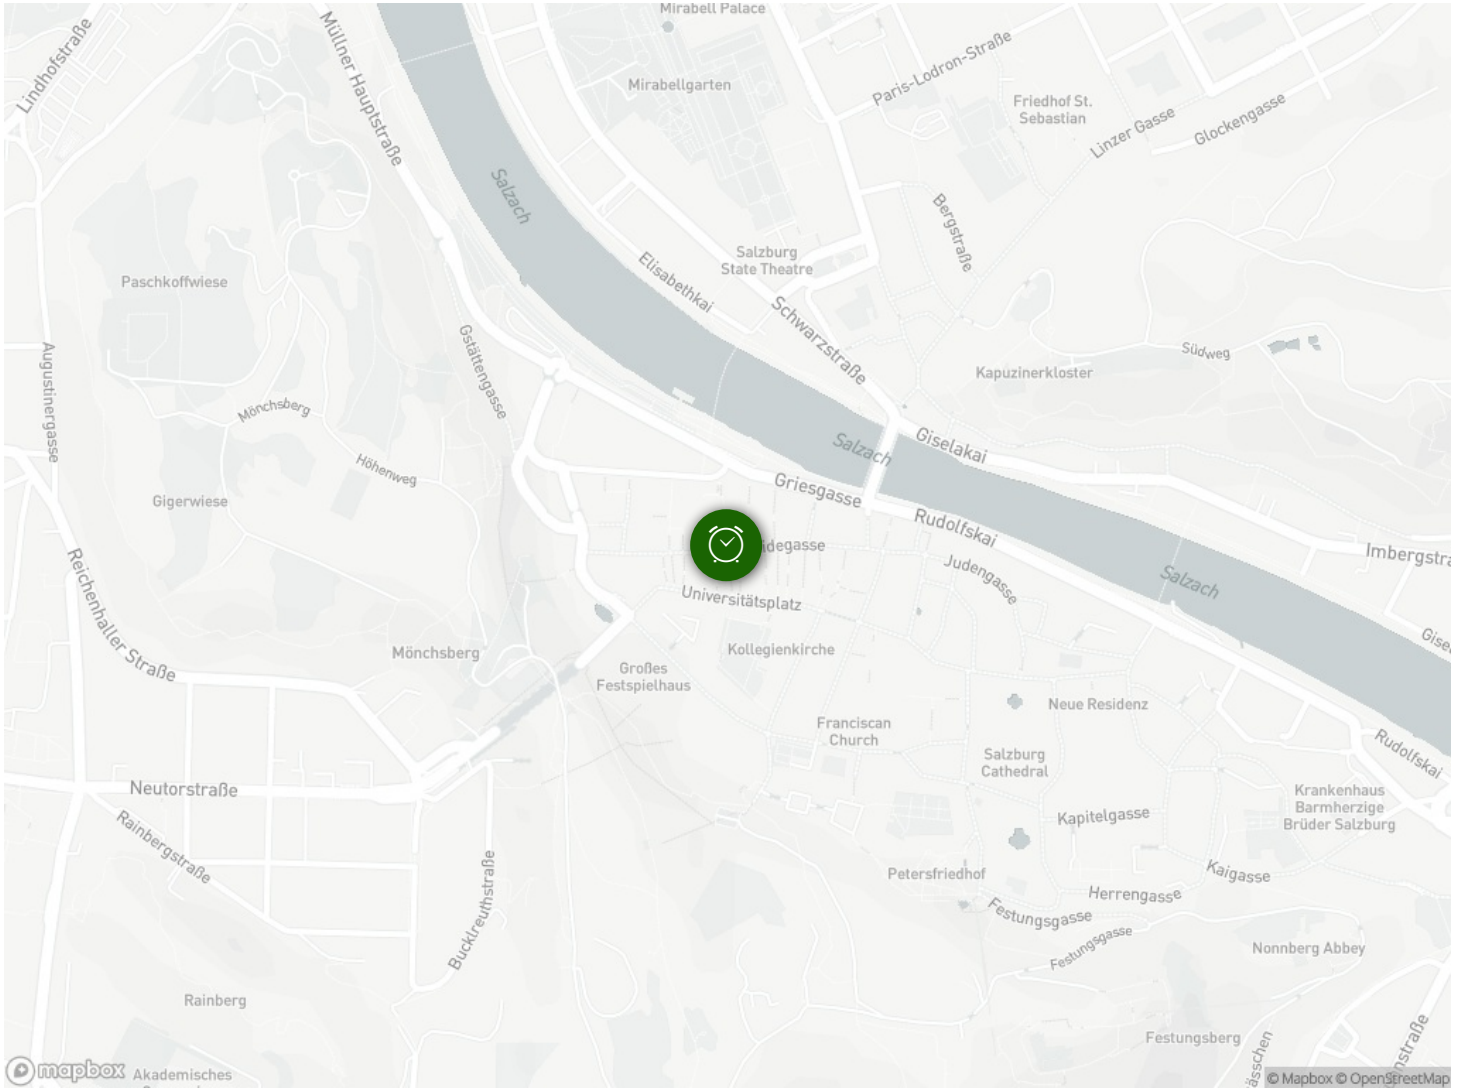 Mirabell Palace
Lindhofstraße
Müllner Hauptstraße
Paris-Lodron-Straße
Mirabellgarten
Friedhof St.
Sebastian
Linzer Gasse
Glockengasse
Salzach
Bergstraße
Salzburg
State Theatre
Elisabethkai
Paschkoffwiese
Schwarzstraße
Gstättengasse
Südweg
Augustinergasse
Kapuzinerkloster
Mönchsberg
Salzach
Giselakai
Höhenweg
Gigerwiese
Griesgasse
Rudolfskai
idegasse
Imbergstra
Judengasse
Salzach
Reichenhaller Straße
Universitätsplatz
Gise
Mönchsberg
Kollegienkirche
Großes
Festspielhaus
Neue Residenz
Franciscan
Church
Salzburg
Cathedral
Rudolfskai
Neutorstraße
Krankenhaus
Barmherzige
Brüder Salzburg
Kapitelgasse
Rainbergstraße
Petersfriedhof
Kaigasse
Herrengasse
Bucklreuthstraße
Festungsgasse
Festungsgasse
Nonnberg Abbey
Rainberg
Festungsberg
ässchen
nstraße
mapbox
Akademisches
© Mapbox © OpenStreetMap